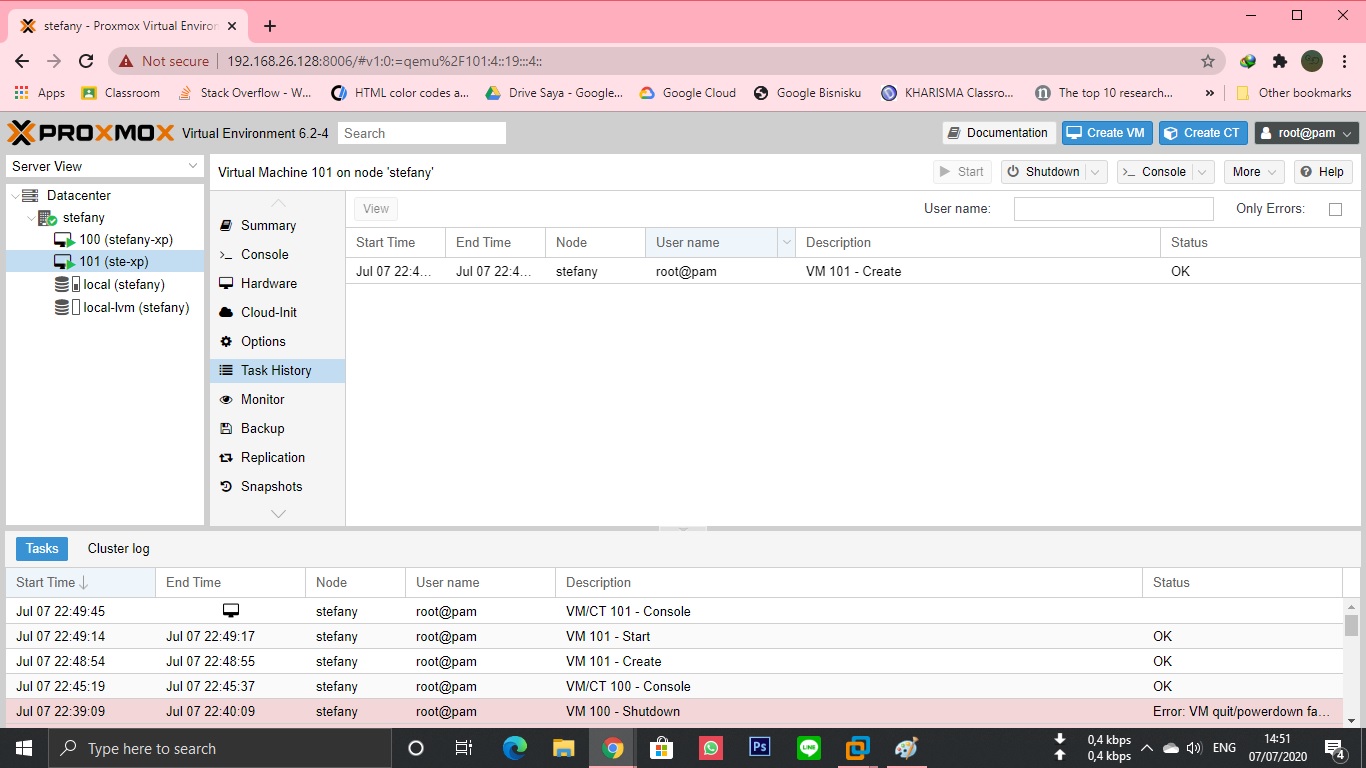 stefany - Proxmox Virtual Environ
Not secure 192.168.26.128:8006/#v1:0:=qemu%2F101:4::19:::4::
Apps Classroom Stack Overflow - W... HTML color codes a... Drive Saya - Google... Google Cloud Google Bisnisku KHARISMA Classro... The top 10 research... » Other bookmarks
PROXMOX Virtual Environment 6.2-4 Search Documentation Create VM Create CT root@pam
Server View
Virtual Machine 101 on node 'stefany' Start Shutdown Console More Help
Datacenter
stefany
100 (stefany-xp)
101 (ste-xp)
local (stefany)
local-lvm (stefany)
Summary
Console
Hardware
Cloud-Init
Options
Task History
Monitor
Backup
Replication
Snapshots
View User name: Only Errors:
Start Time End Time Node User name Description Status
Jul 07 22:4... Jul 07 22:4... stefany root@pam VM 101 - Create OK
Tasks Cluster log
Start Time End Time Node User name Description Status
Jul 07 22:49:45 stefany root@pam VM/CT 101 - Console
Jul 07 22:49:14 Jul 07 22:49:17 stefany root@pam VM 101 - Start OK
Jul 07 22:48:54 Jul 07 22:48:55 stefany root@pam VM 101 - Create OK
Jul 07 22:45:19 Jul 07 22:45:37 stefany root@pam VM/CT 100 - Console OK
Jul 07 22:39:09 Jul 07 22:40:09 stefany root@pam VM 100 - Shutdown Error: VM quit/powerdown fa...
Type here to search Ps LINE 0,4 kbps ENG 14:51
0,4 kbps 07/07/2020 4